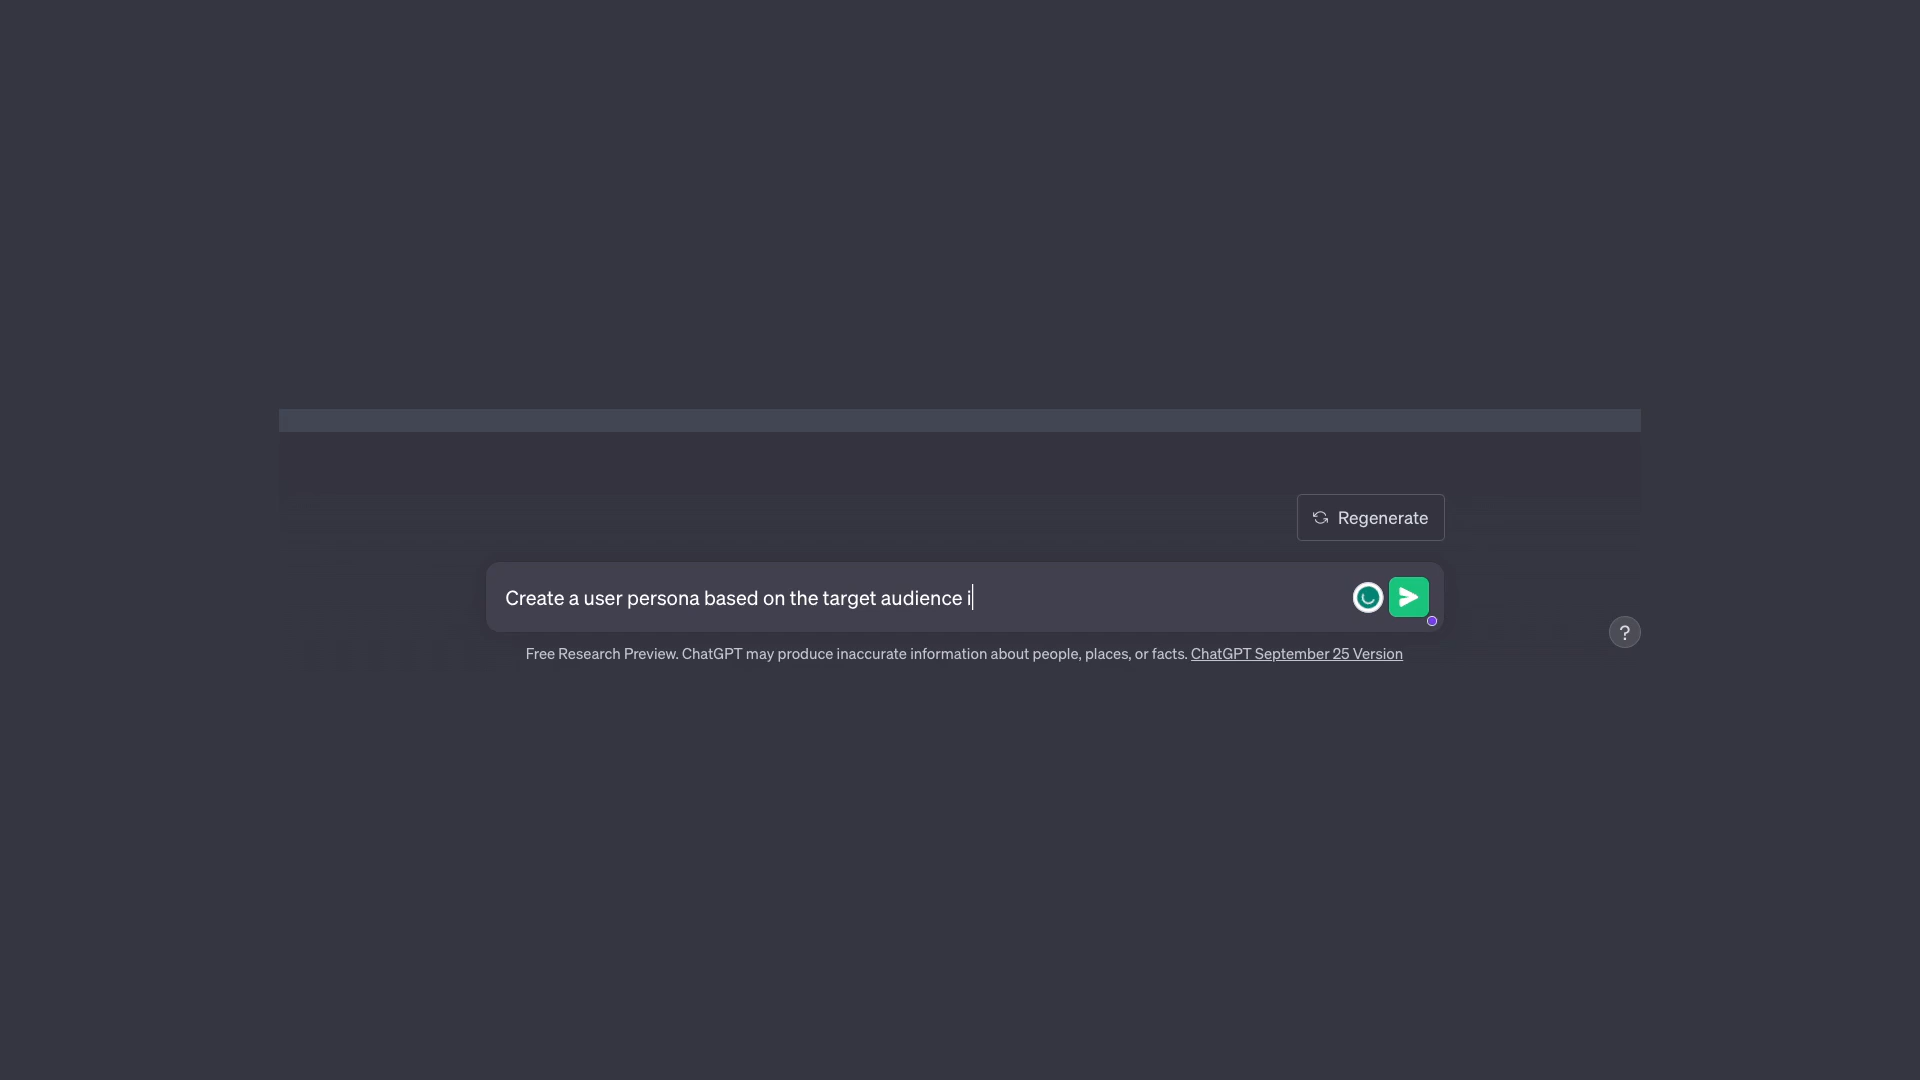 Regenerate
Create a user persona based on the target audience i
Free Research Preview. ChatGPT may produce inaccurate information about people, places, or facts. ChatGPT September 25 Version
?